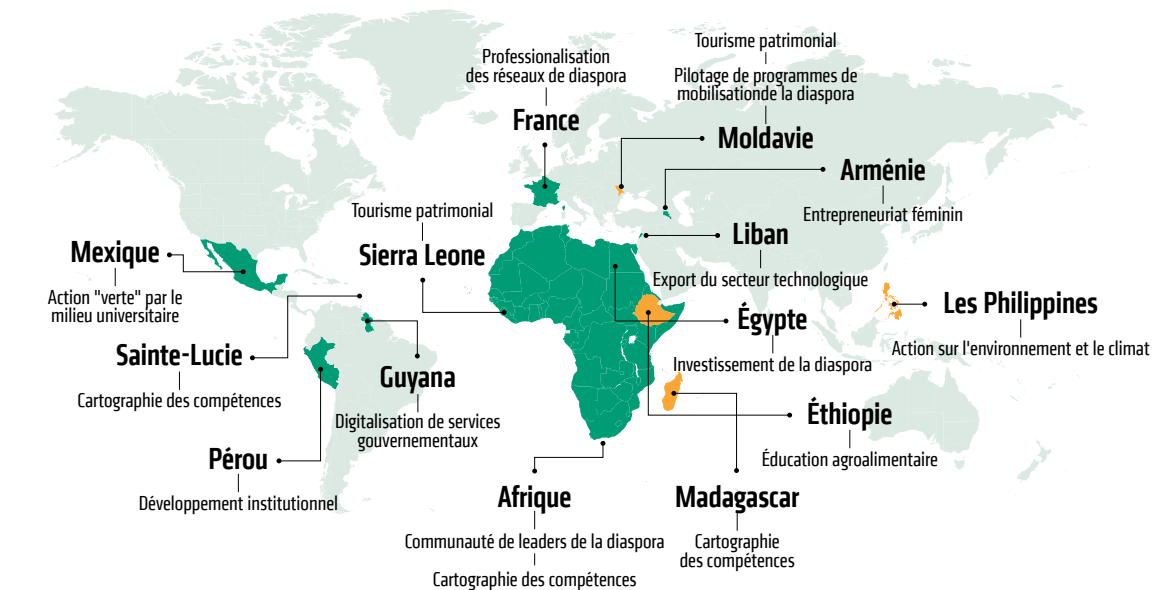 Professionalisation
des réseaux de diaspora
France
Tourisme patrimonial
Pilotage de programmes de
mobilisationde la diaspora
Moldavie
Arménie
Entrepreneuriat féminin
Tourisme patrimonial
Sierra Leone
Liban
Export du secteur technologique
Mexique
Action "verte" par le
milieu universitaire
Les Philippines
Action sur l'environnement et le climat
Égypte
Investissement de la diaspora
Sainte-Lucie
Cartographie des compétences
Guyana
Digitalisation de services
gouvernementaux
Éthiopie
Éducation agroalimentaire
Pérou
Développement institutionnel
Afrique
Communauté de leaders de la diaspora
Cartographie des compétences
Madagascar
Cartographie
des compétences